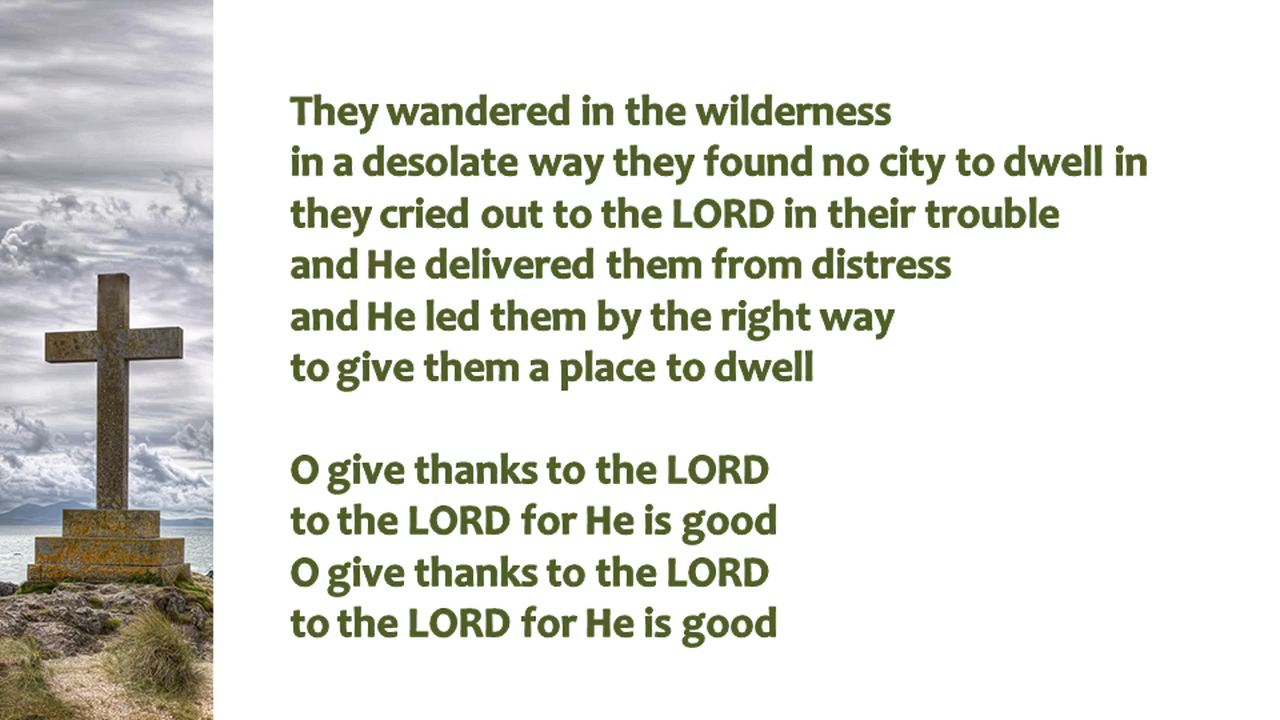 They wandered in the wilderness
in a desolate way they found no city to dwell in
they cried out to the LORD in their trouble
and He delivered them from distress
and He led them by the right way
to give them a place to dwell

O give thanks to the LORD
to the LORD for He is good
O give thanks to the LORD
to the LORD for He is good